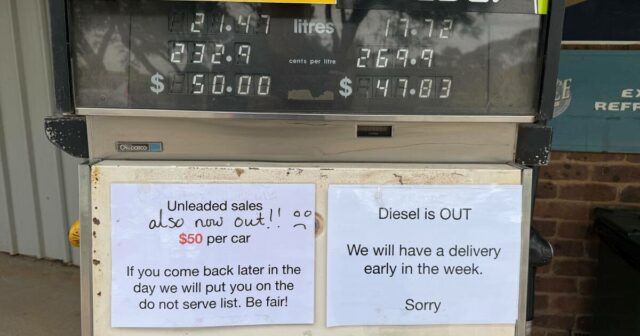 21.47 litres 17.72
232.9 cents per litre 269.9
$ 50.00 $ 47.83
EX
REFR
Unleaded sales
also now out!! ☹
$50 per car
If you come back later in the
day we will put you on the
do not serve list. Be fair!
Diesel is OUT
We will have a delivery
early in the week.
Sorry